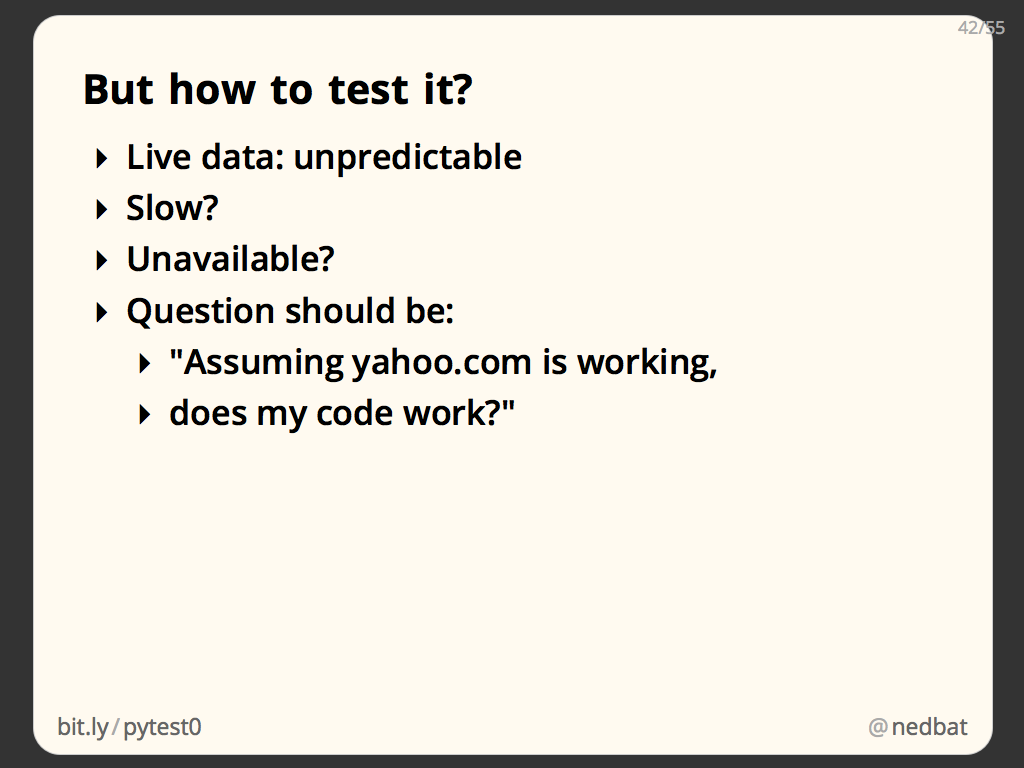 42/55
But how to test it?
Live data: unpredictable
Slow?
Unavailable?
Question should be:
"Assuming yahoo.com is working,
does my code work?"
bit.ly/pytest0
@nedbat